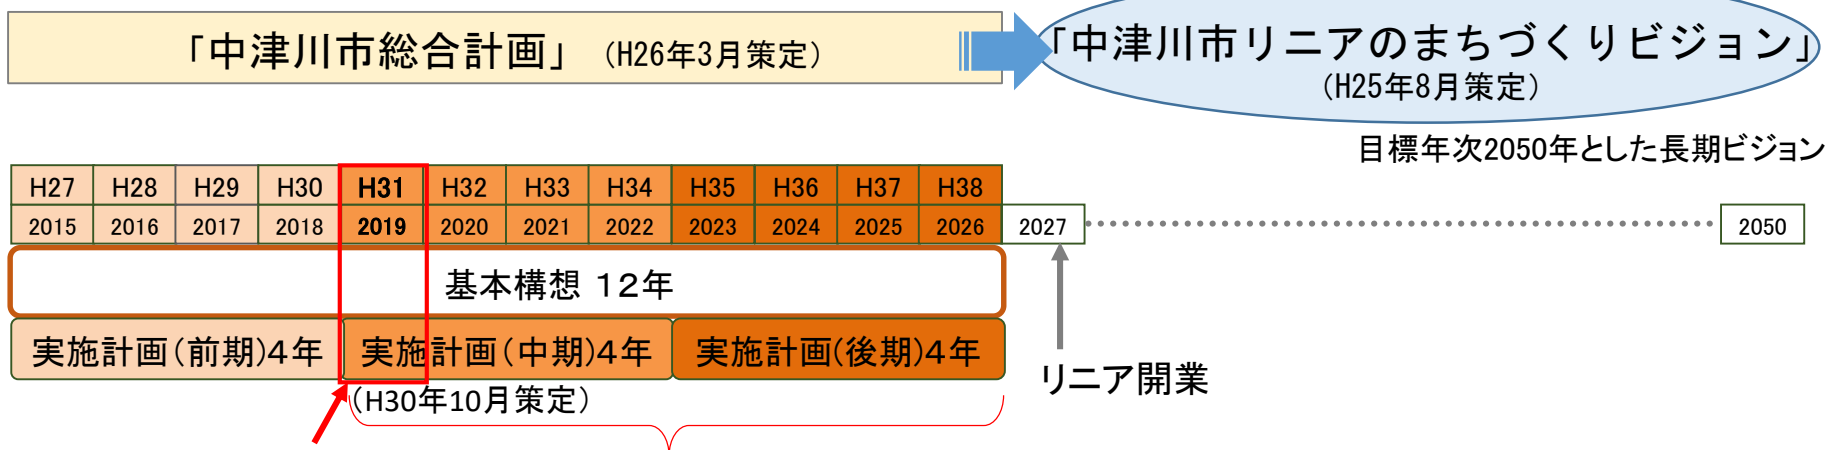 「中津川市総合計画」（H26年3月策定）
「中津川市リニアのまちづくりビジョン」
（H25年8月策定）
目標年次2050年とした長期ビジョン
H27 H28 H29 H30 H31 H32 H33 H34 H35 H36 H37 H38
2015 2016 2017 2018 2019 2020 2021 2022 2023 2024 2025 2026 2027 2050
基本構想 １２年
実施計画(前期)４年 実施計画(中期)４年 実施計画(後期)４年
リニア開業
（H30年10月策定）